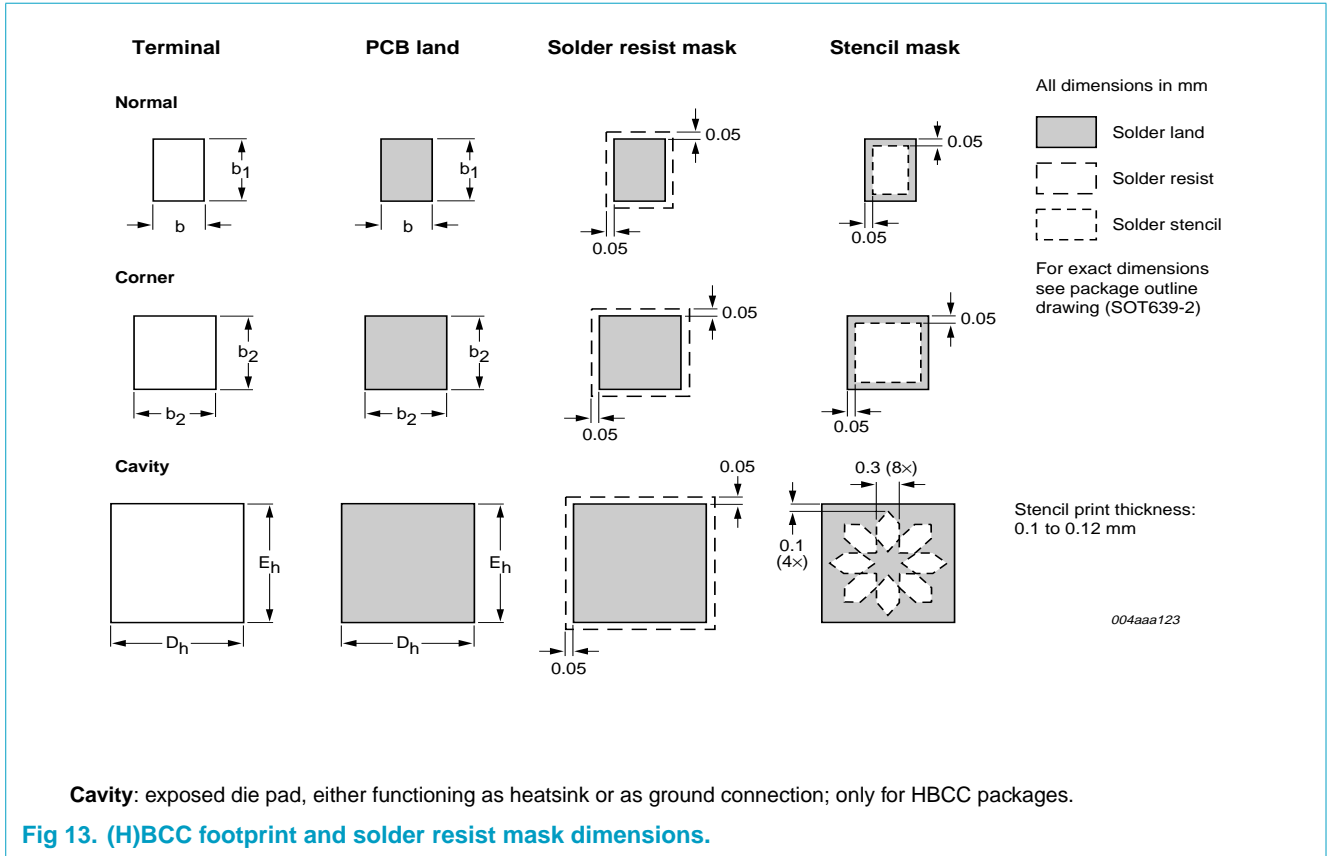 Terminal PCB land Solder resist mask Stencil mask
All dimensions in mm
Solder land
Solder resist
Solder stencil
For exact dimensions
see package outline
drawing (SOT639-2)
Normal
b1
b
b1
b
0.05
0.05
0.05
0.05
Corner
b2
b2
b2
b2
0.05
0.05
0.05
0.05
Cavity
Eh
Dh
Eh
Dh
0.05
0.05
0.3 (8×)
0.1
(4×)
Stencil print thickness:
0.1 to 0.12 mm
004aaa123
Cavity: exposed die pad, either functioning as heatsink or as ground connection; only for HBCC packages.
Fig 13. (H)BCC footprint and solder resist mask dimensions.